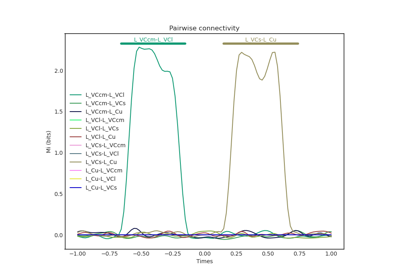 Pairwise connectivity
L_VCcm-L_VCl
L_VCs-L_Cu
2.0
1.5
1.0
0.5
0.0
MI (bits)
L_VCcm-L_VCl
L_VCcm-L_VCs
L_VCcm-L_Cu
L_VCl-L_VCcm
L_VCl-L_VCs
L_VCl-L_Cu
L_VCs-L_VCcm
L_VCs-L_VCl
L_VCs-L_Cu
L_Cu-L_VCcm
L_Cu-L_VCl
L_Cu-L_VCs
−1.00 −0.75 −0.50 −0.25 0.00 0.25 0.50 0.75 1.00
Times